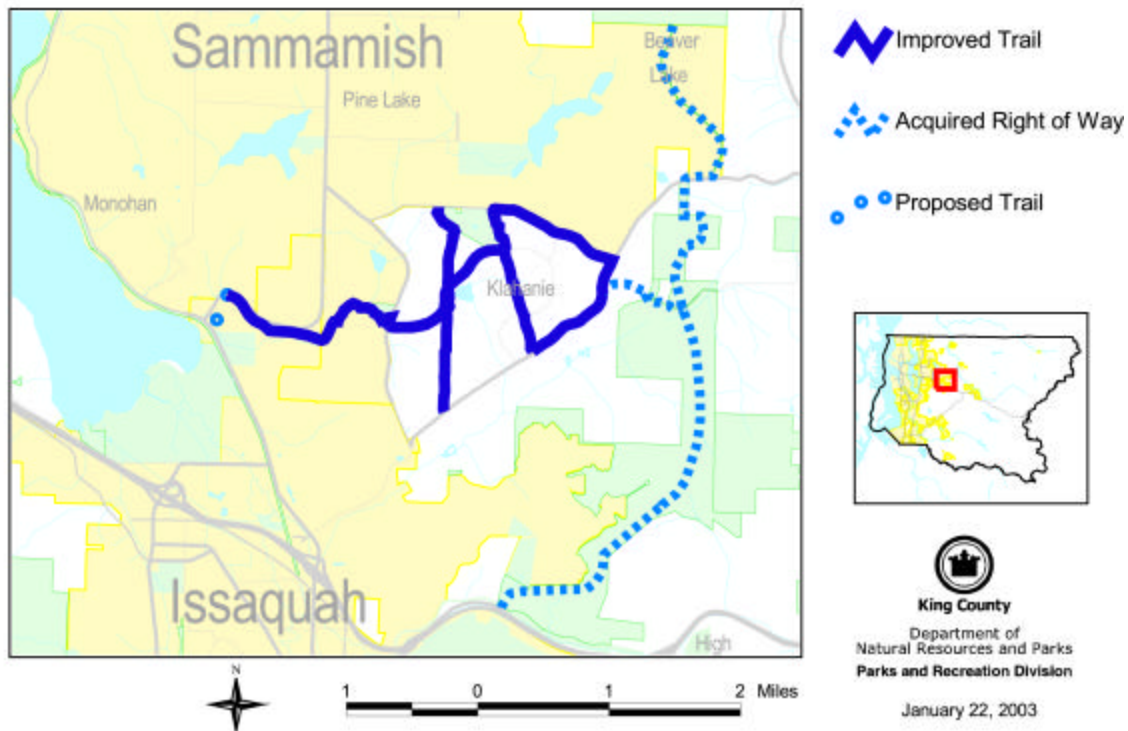 Sammamish
Beaver
Lake
Pine Lake
Monohan
Klahanie
Issaquah
High
Improved Trail
Acquired Right of Way
Proposed Trail
King County
Department of
Natural Resources and Parks
Parks and Recreation Division
January 22, 2003
N
1 0 1 2 Miles